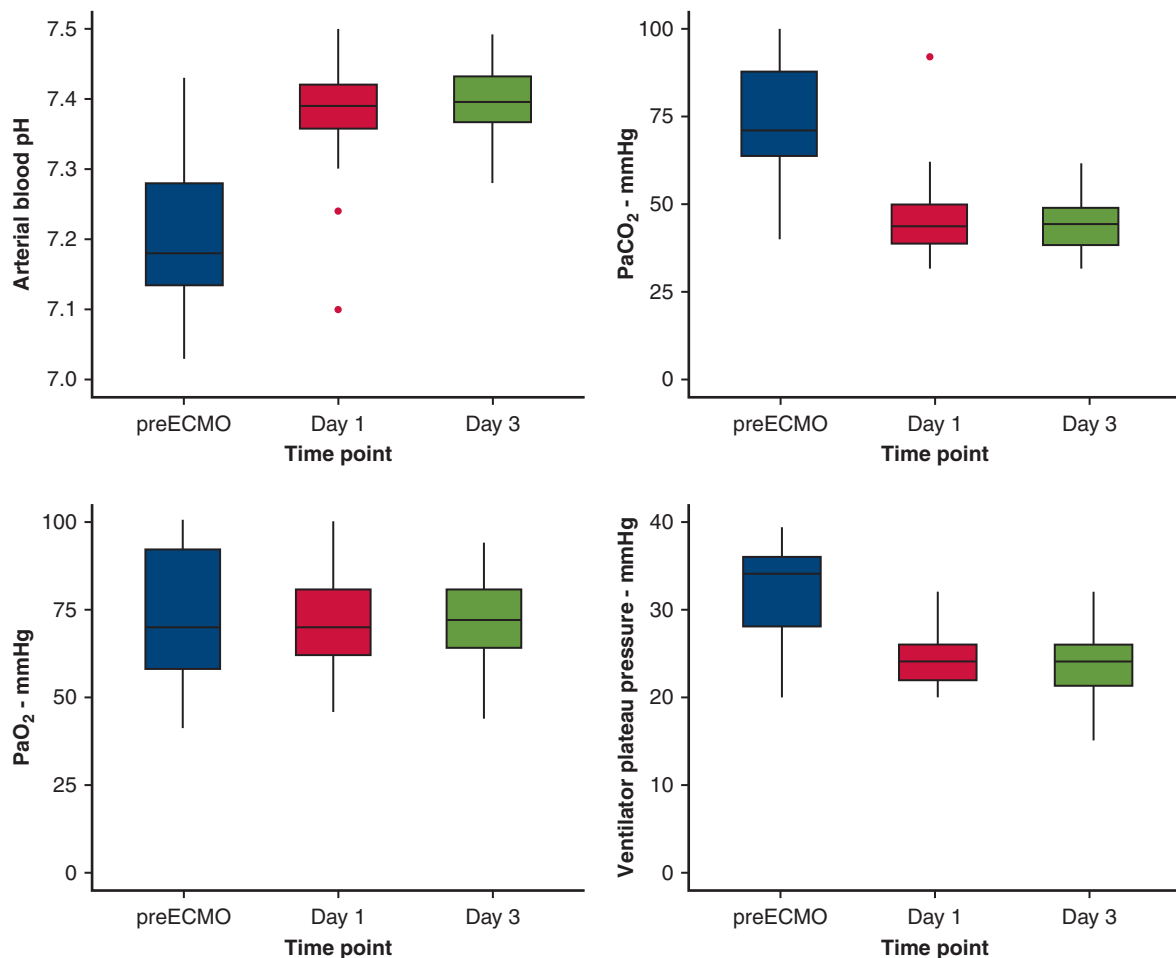 Arterial blood pH
7.5
7.4
7.3
7.2
7.1
7.0
preECMO Day 1 Day 3
Time point
PaCO₂ - mmHg
100
75
50
25
0
preECMO Day 1 Day 3
Time point
PaO₂ - mmHg
100
75
50
25
0
preECMO Day 1 Day 3
Time point
Ventilator plateau pressure - mmHg
40
30
20
10
0
preECMO Day 1 Day 3
Time point